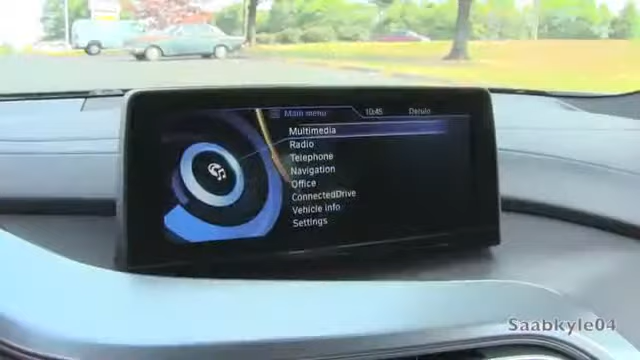 Main menu 10:45
Multimedia
Radio
Telephone
Navigation
Office
ConnectedDrive
Vehicle info
Settings
Saabkyle04